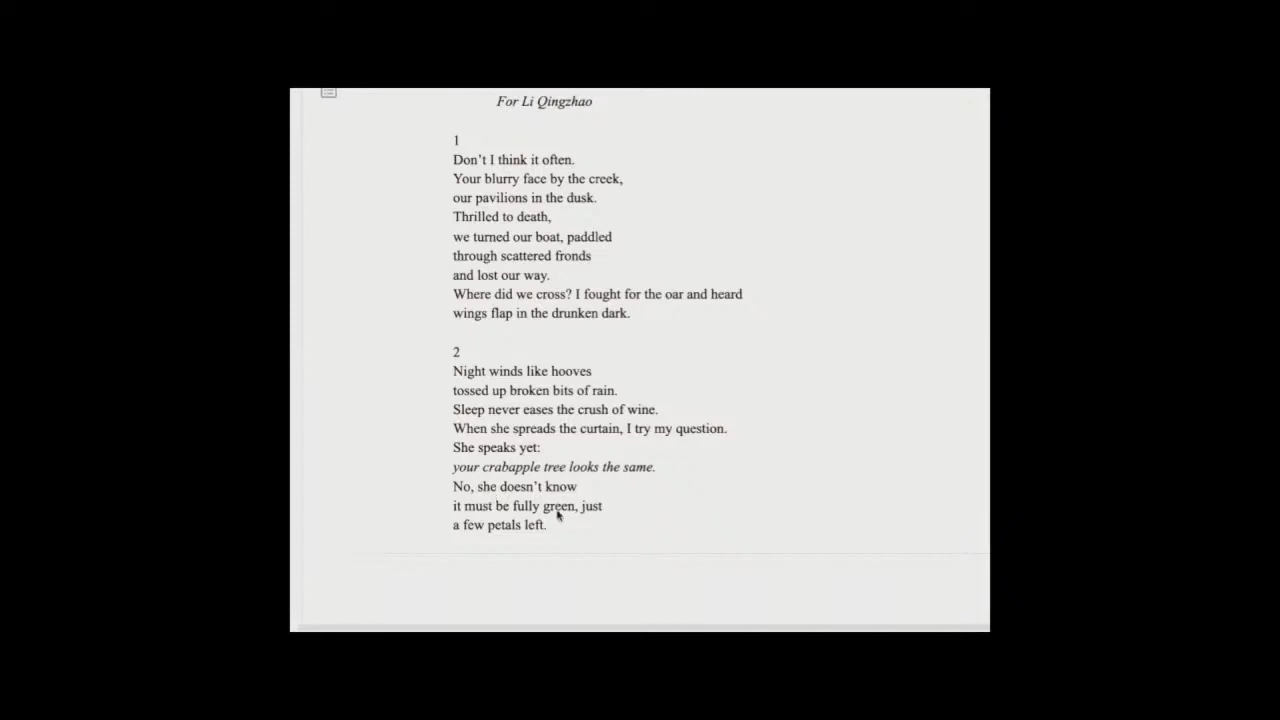 For Li Qingzhao
1
Don’t I think it often.
Your blurry face by the creek,
our pavilions in the dusk.
Thrilled to death,
we turned our boat, paddled
through scattered fronds
and lost our way.
Where did we cross? I fought for the oar and heard
wings flap in the drunken dark.
2
Night winds like hooves
tossed up broken bits of rain.
Sleep never eases the crush of wine.
When she spreads the curtain, I try my question.
She speaks yet:
your crabapple tree looks the same.
No, she doesn’t know
it must be fully green, just
a few petals left.